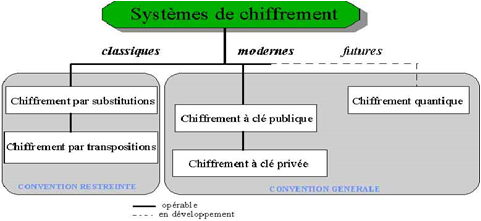 Systèmes de chiffrement
classiques modernes futures
Chiffrement par substitutions
Chiffrement à clé publique
Chiffrement quantique
Chiffrement par transpositions
Chiffrement à clé privée
CONVENTION RESTREINTE
CONVENTION GENERALE
opérable
en développement